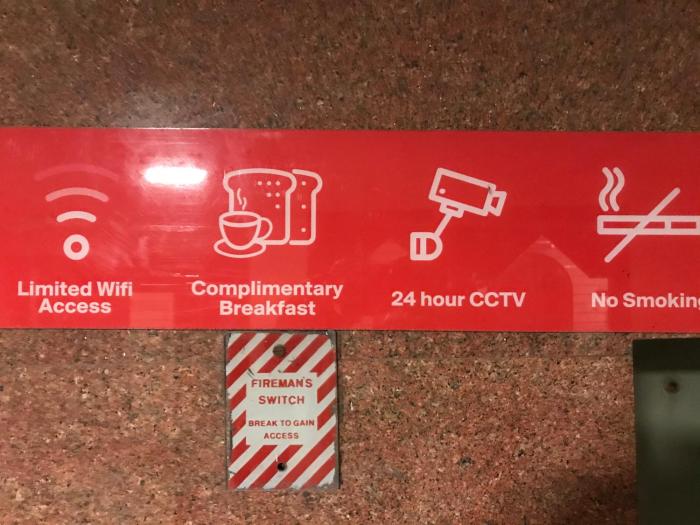 Limited Wifi
Access
Complimentary
Breakfast
24 hour CCTV
No Smoking
FIREMAN'S
SWITCH
BREAK TO GAIN
ACCESS